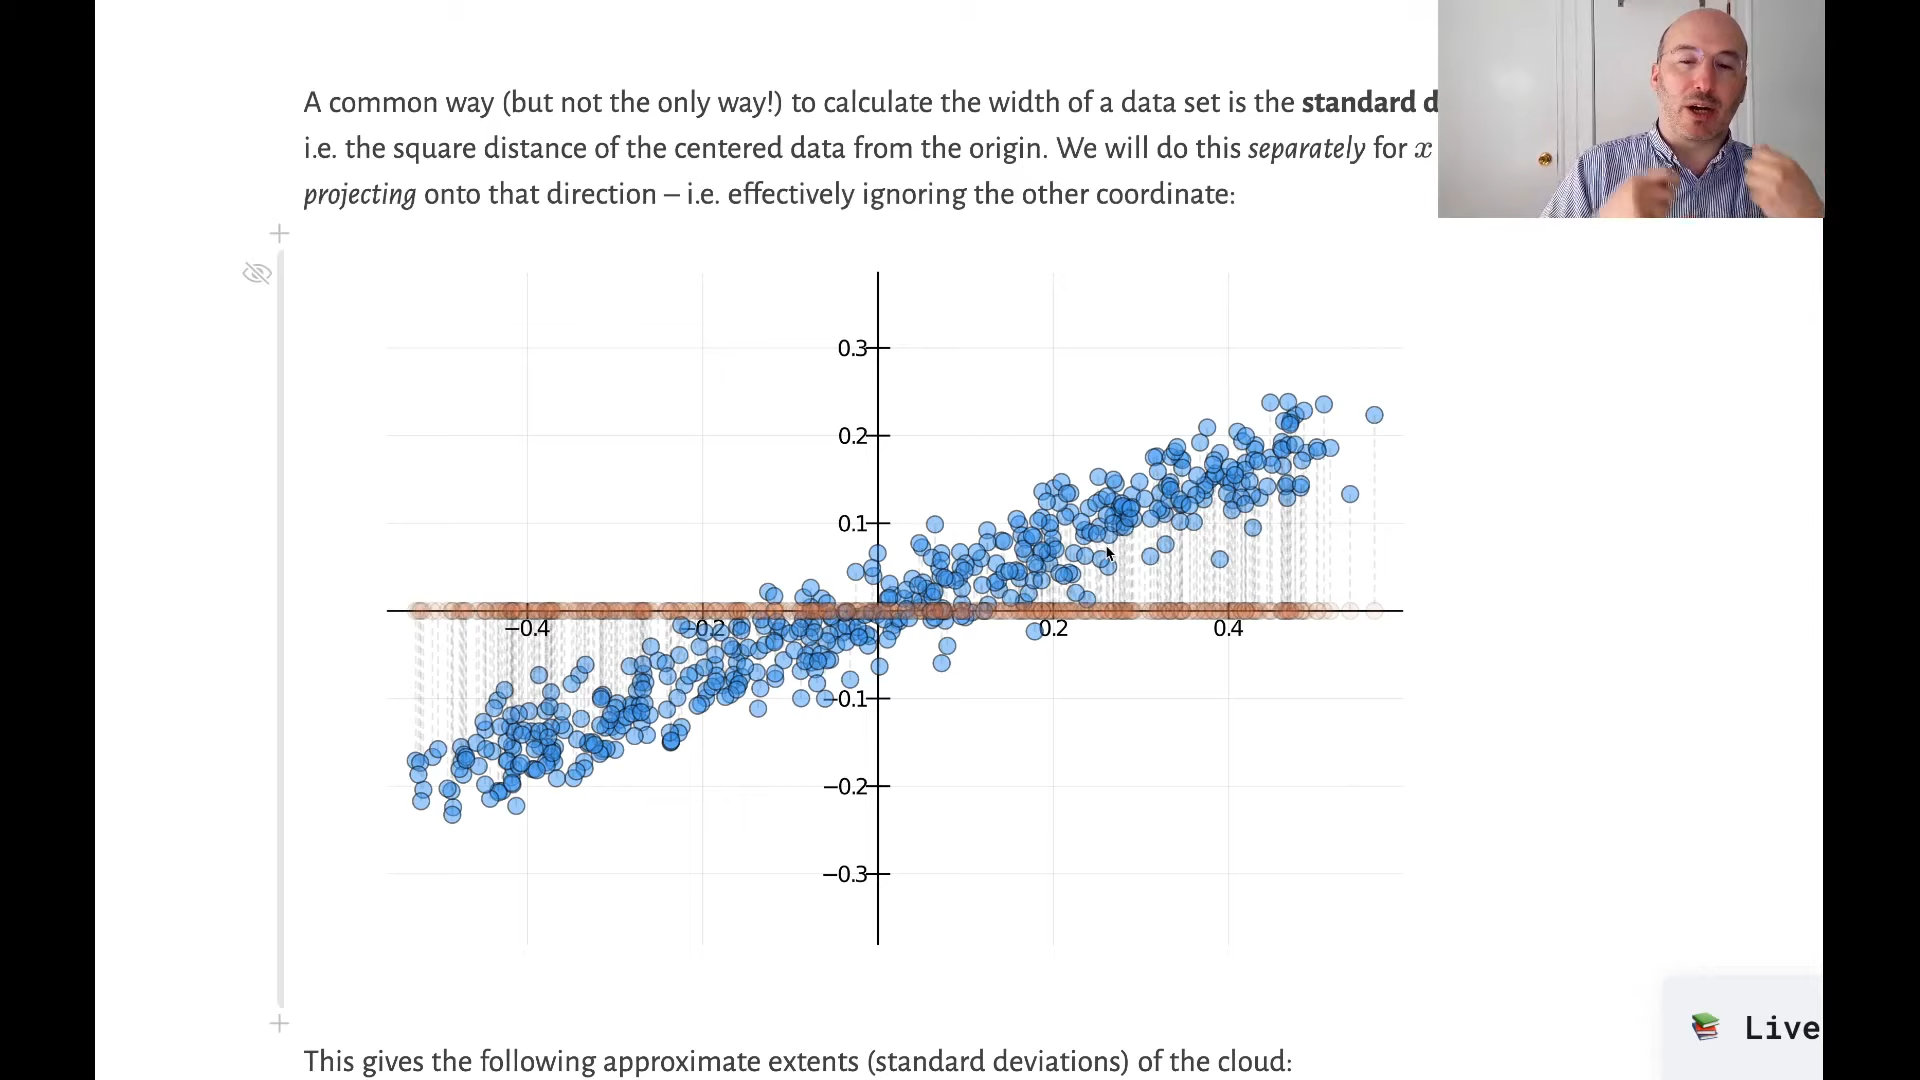 A common way (but not the only way!) to calculate the width of a data set is the standard d
i.e. the square distance of the centered data from the origin. We will do this separately for x
projecting onto that direction – i.e. effectively ignoring the other coordinate:
0.3
0.2
0.1
−0.4
−0.2
0.2
0.4
−0.1
−0.2
−0.3
Live
This gives the following approximate extents (standard deviations) of the cloud: